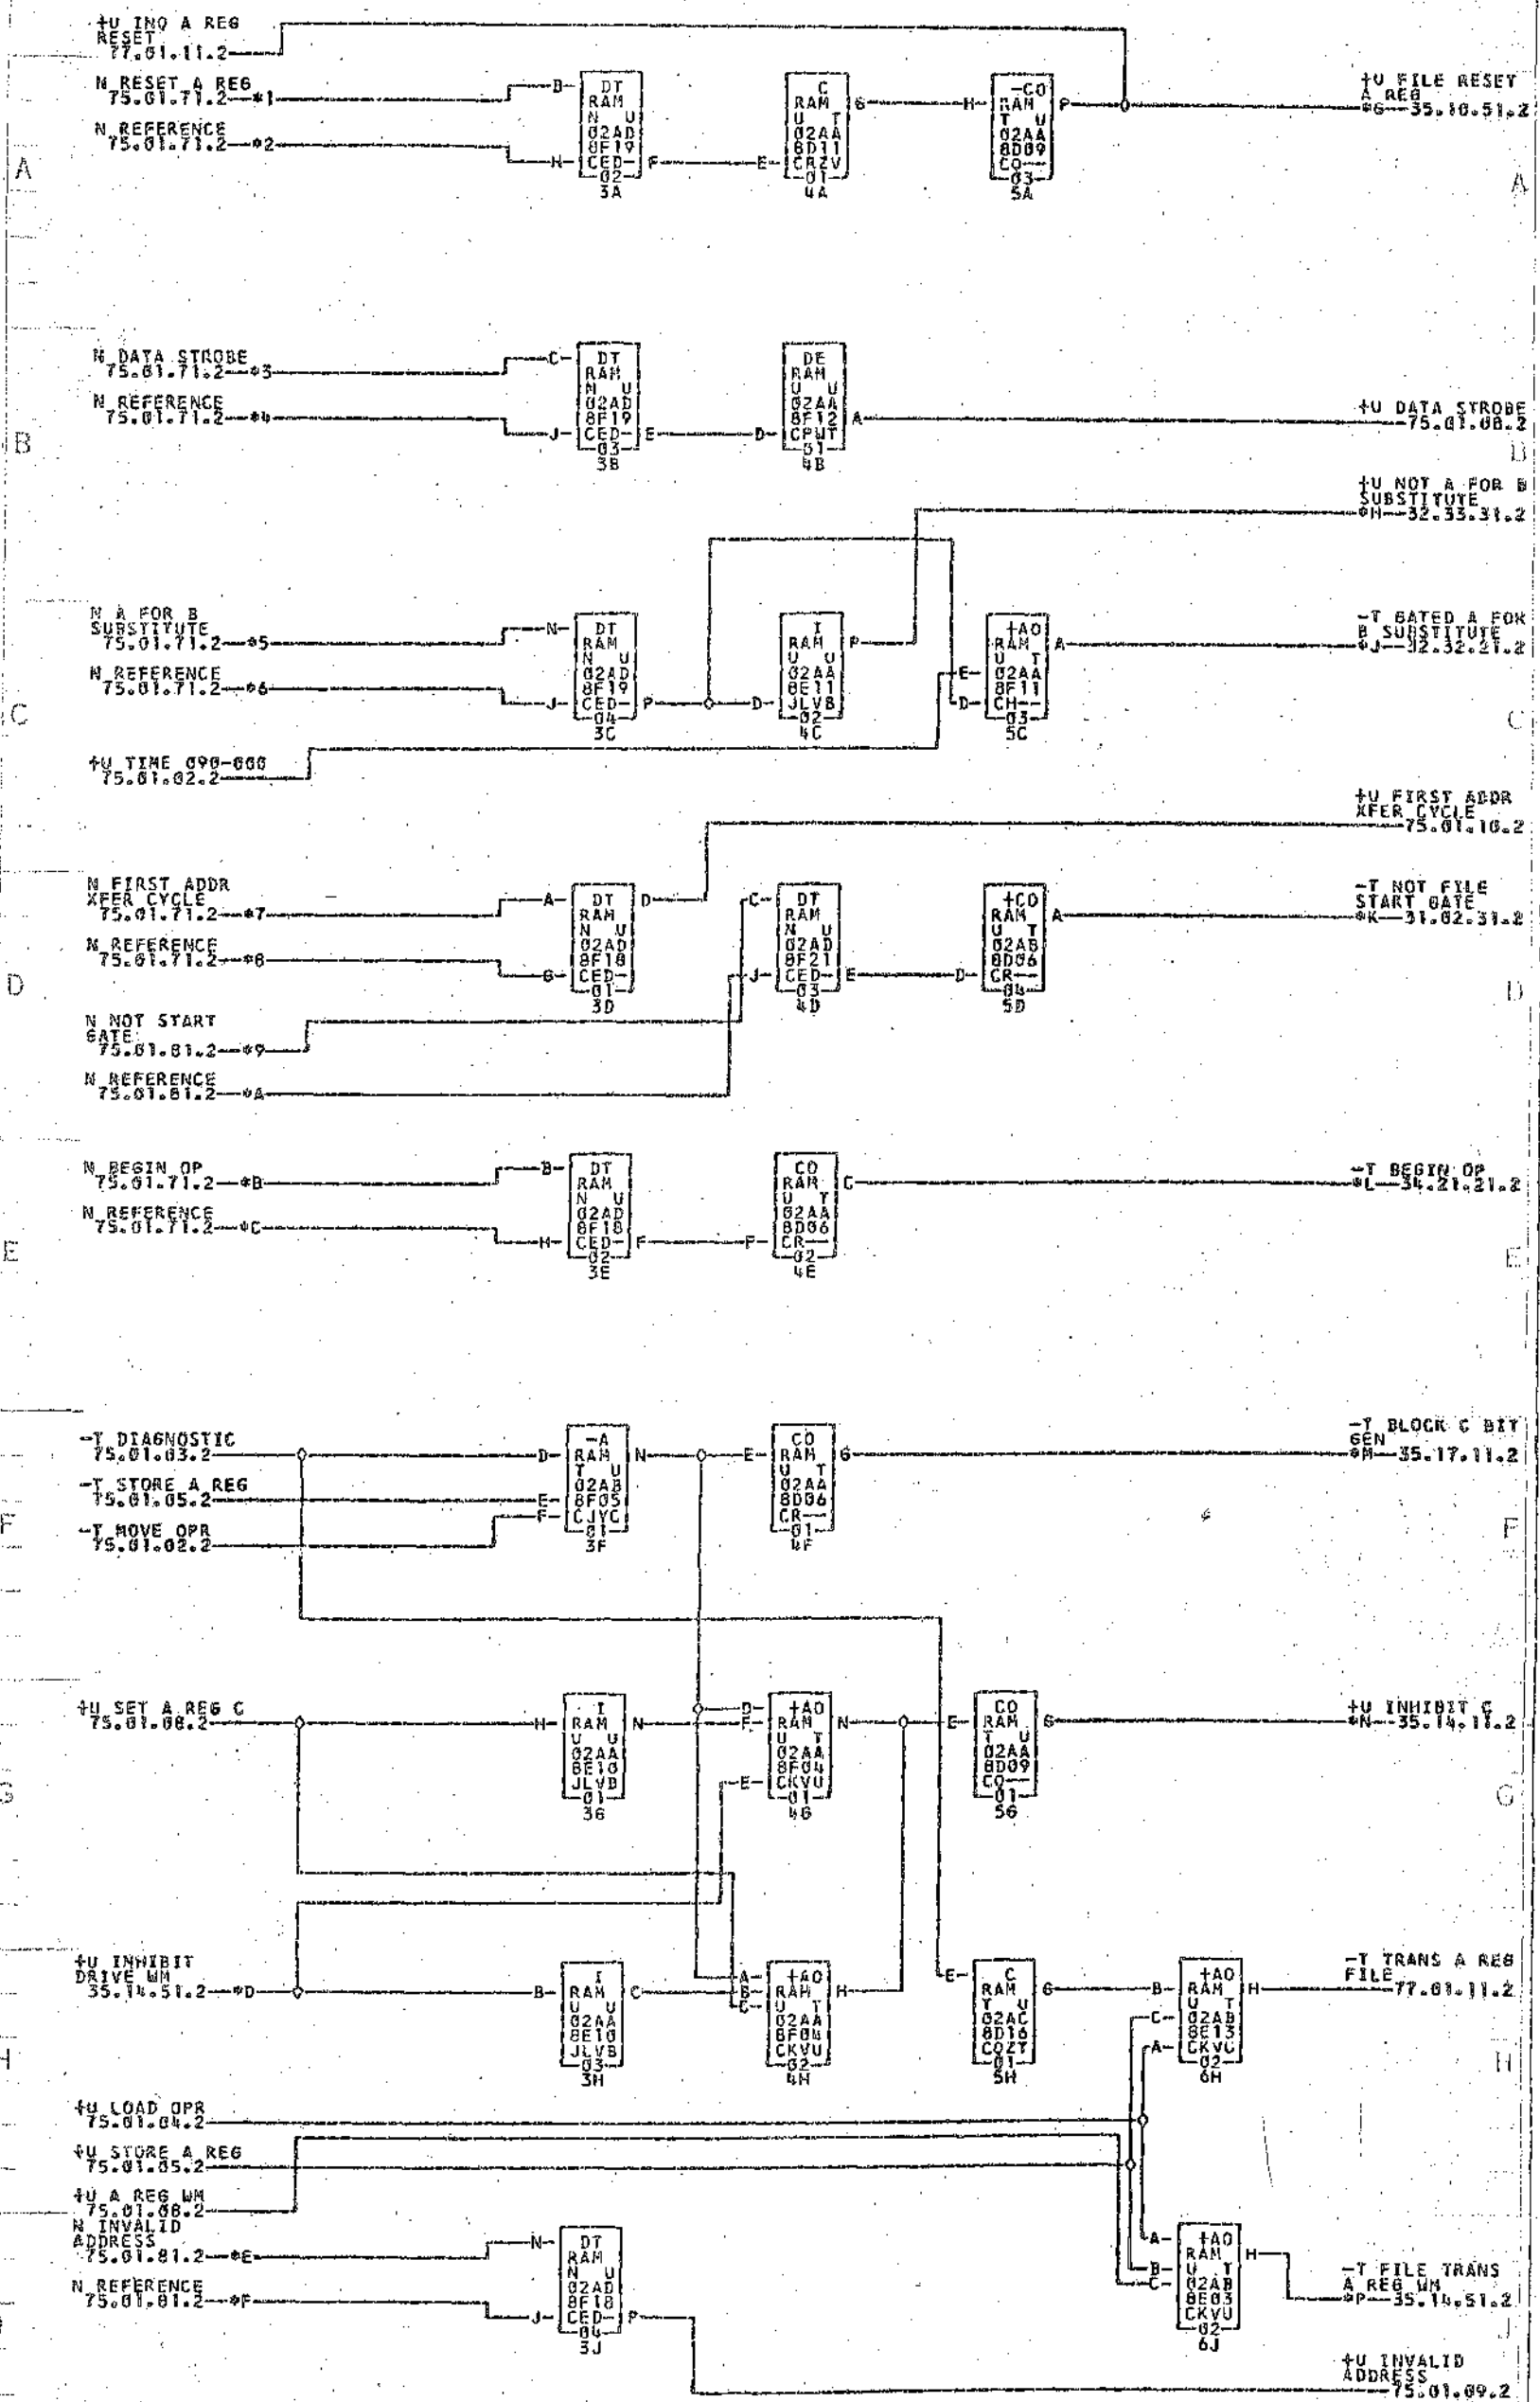 +U INQ A REG
RESET
77.01.11.2
N RESET A REG
75.01.71.2—*1
B
DT
RAM
N U
02AD
8F19
CED-
02
3A
C
RAM
U T
02AA
8D11
CRZV
01
4A
G
H
-CO
RAM
T U
02AA
8D09
CQ--
03
5A
P
+U FILE RESET
A REG
*G—35.10.51.2
N REFERENCE
75.01.71.2—*2
H
F
E
A
A
N DATA STROBE
75.01.71.2—*3
C
DT
RAM
N U
02AD
8F19
CED-
03
3B
DE
RAM
U U
02AA
8F12
CPWT
51
4B
A
+U DATA STROBE
75.01.08.2
N REFERENCE
75.01.71.2—*4
J
E
D
B
B
+U NOT A FOR B
SUBSTITUTE
*H—32.33.31.2
N A FOR B
SUBSTITUTE
75.01.71.2—*5
N
DT
RAM
N U
02AD
8F19
CED-
04
3C
I
RAM
U U
02AA
8E11
JLVB
02
4C
P
+AO
RAM
U T
02AA
8F11
CH--
03
5C
A
-T GATED A FOR
B SUBSTITUTE
*J—32.32.21.2
N REFERENCE
75.01.71.2—*6
J
P
D
E
D
C
C
+U TIME 090-000
75.01.02.2
+U FIRST ADDR
XFER CYCLE
75.01.10.2
N FIRST ADDR
XFER CYCLE
75.01.71.2—*7
A
DT
RAM
N U
02AD
8F18
CED-
01
3D
D
C
DT
RAM
N U
02AD
8F21
CED-
03
4D
+CO
RAM
U T
02AB
8D06
CR--
04
5D
A
-T NOT FILE
START GATE
*K—31.02.31.2
N REFERENCE
75.01.71.2—*8
G
J
E
D
D
D
N NOT START
GATE
75.01.81.2—*9
N REFERENCE
75.01.81.2—*A
N BEGIN OP
75.01.71.2—*B
B
DT
RAM
N U
02AD
8F18
CED-
02
3E
CO
RAM
U T
02AA
8D06
CR--
02
4E
C
-T BEGIN OP
*L—34.21.21.2
N REFERENCE
75.01.71.2—*C
H
F
F
E
E
-T DIAGNOSTIC
75.01.03.2
D
-A
RAM
T U
02AB
8F05
CJYC
01
3F
N
E
CO
RAM
U T
02AA
8D06
CR--
01
4F
G
-T BLOCK C BIT
GEN
*M—35.17.11.2
-T STORE A REG
75.01.05.2
E
-T MOVE OPR
75.01.02.2
F
F
F
+U SET A REG C
75.01.08.2
H
I
RAM
U U
02AA
8E10
JLVB
01
3G
N
D
F
E
+AO
RAM
U T
02AA
8F04
CKVU
01
4G
N
E
CO
RAM
T U
02AA
8D09
CQ--
01
5G
G
+U INHIBIT C
*N—35.14.11.2
G
G
+U INHIBIT
DRIVE WM
35.14.51.2—*D
B
I
RAM
U U
02AA
8E10
JLVB
03
3H
C
A
B
C
+AO
RAM
U T
02AA
8F04
CKVU
02
4H
H
E
C
RAM
T U
02AC
8D16
CQZT
01
5H
G
B
C
A
+AO
RAM
U T
02AB
8E13
CKVC
02
6H
H
-T TRANS A REG
FILE
77.01.11.2
H
H
+U LOAD OPR
75.01.04.2
+U STORE A REG
75.01.05.2
+U A REG WM
75.01.08.2
N INVALID
ADDRESS
75.01.81.2—*E
N
DT
RAM
N U
02AD
8F18
CED-
04
3J
A
B
C
+AO
RAM
U T
02AB
8E03
CKVU
02
6J
H
-T FILE TRANS
A REG WM
*P—35.14.51.2
N REFERENCE
75.01.81.2—*F
J
P
J
+U INVALID
ADDRESS
75.01.09.2